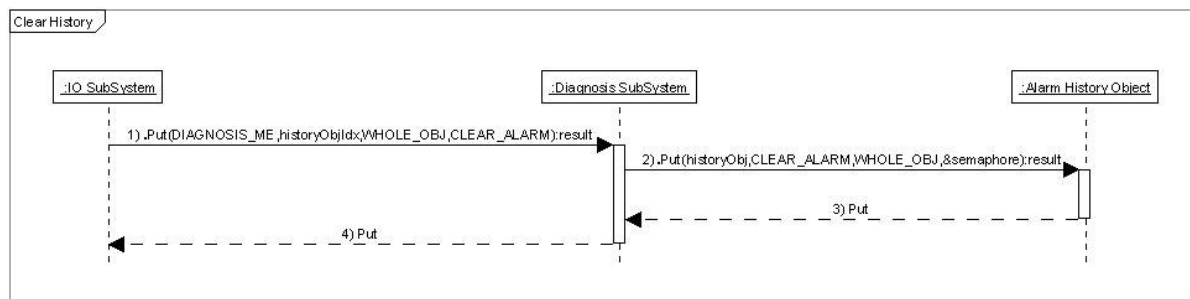 Clear History
:IO SubSystem
:Diagnosis SubSystem
:Alarm History Object
1) .Put(DIAGNOSIS_ME,historyObjIdx,WHOLE_OBJ,CLEAR_ALARM):result
2).Put(historyObj,CLEAR_ALARM,WHOLE_OBJ,&semaphore):result
3) Put
4) Put